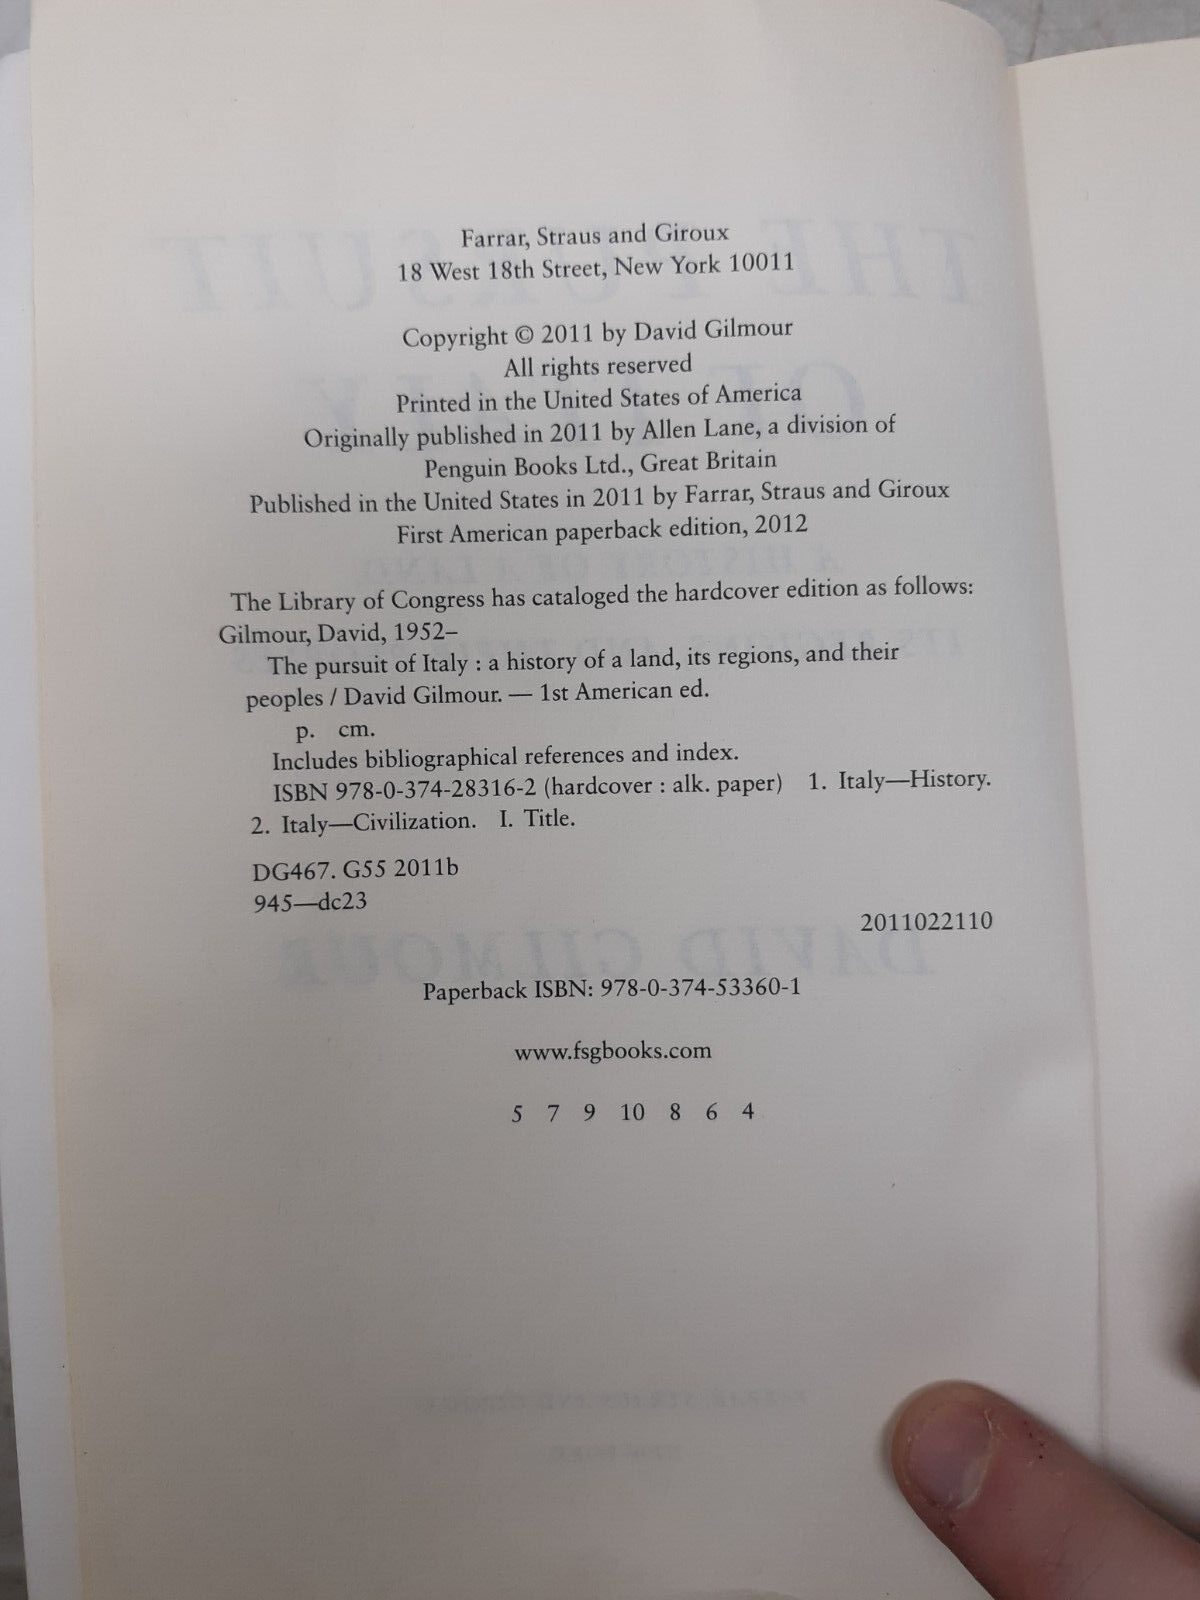 Farrar, Straus and Giroux
18 West 18th Street, New York 10011
Copyright © 2011 by David Gilmour
All rights reserved
Printed in the United States of America
Originally published in 2011 by Allen Lane, a division of
Penguin Books Ltd., Great Britain
Published in the United States in 2011 by Farrar, Straus and Giroux
First American paperback edition, 2012
The Library of Congress has cataloged the hardcover edition as follows:
Gilmour, David, 1952–
The pursuit of Italy : a history of a land, its regions, and their
peoples / David Gilmour. — 1st American ed.
p. cm.
Includes bibliographical references and index.
ISBN 978-0-374-28316-2 (hardcover : alk. paper) 1. Italy—History.
2. Italy—Civilization. I. Title.
DG467. G55 2011b
945—dc23
2011022110
Paperback ISBN: 978-0-374-53360-1
www.fsgbooks.com
5 7 9 10 8 6 4